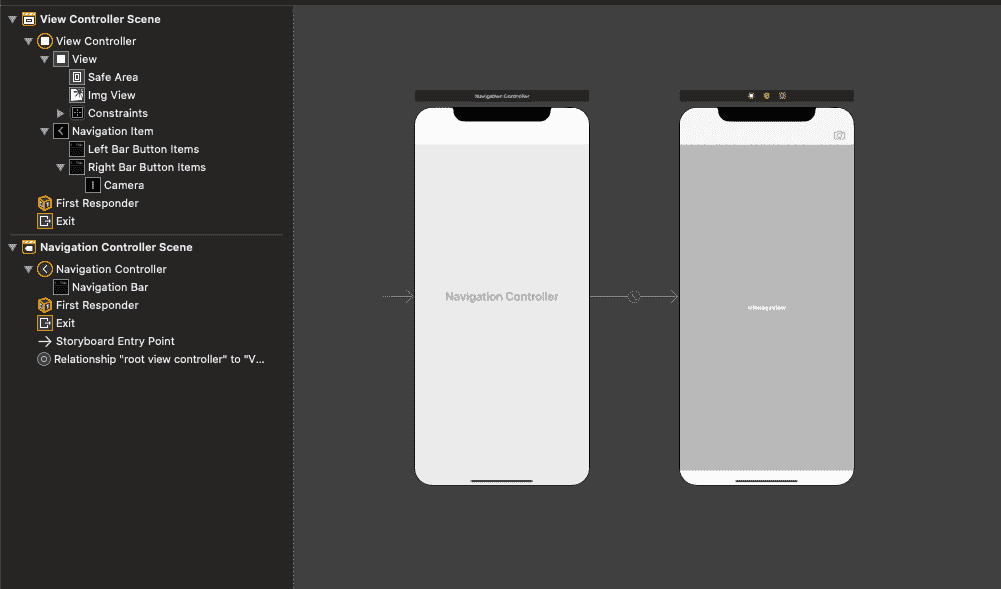 View Controller Scene
View Controller
View
Safe Area
Img View
Constraints
Navigation Item
Left Bar Button Items
Right Bar Button Items
Camera
First Responder
Exit
Navigation Controller Scene
Navigation Controller
Navigation Bar
First Responder
Exit
Storyboard Entry Point
Relationship "root view controller" to "V...
Navigation Controller
Navigation Controller
UIImageView